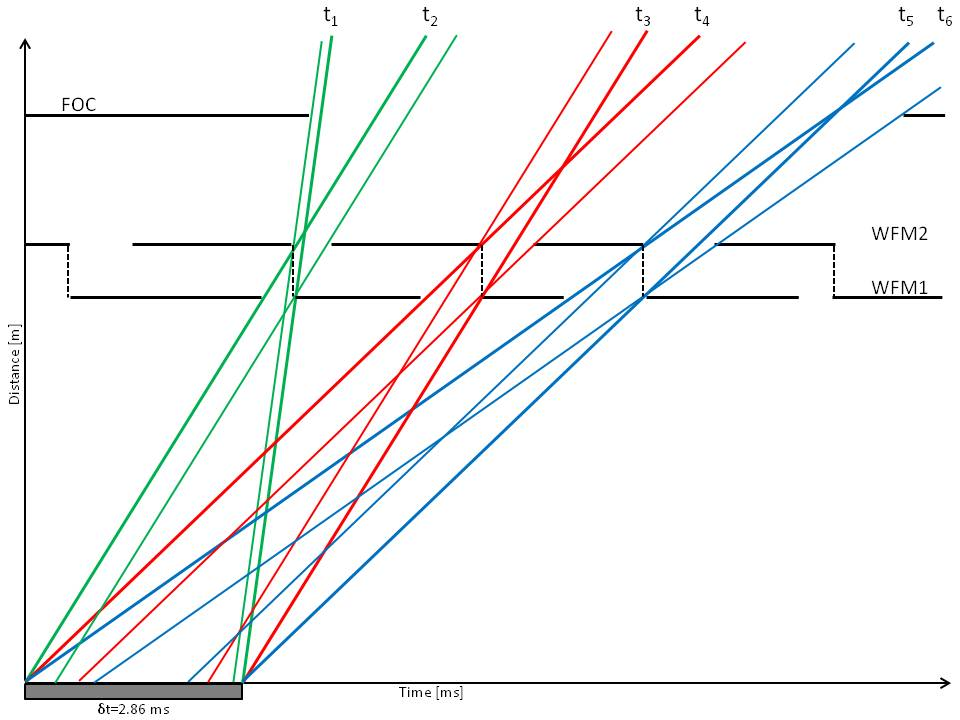 t1 t2 t3 t4 t5 t6
FOC
WFM2
WFM1
Distance [m]
Time [ms]
δt=2.86 ms